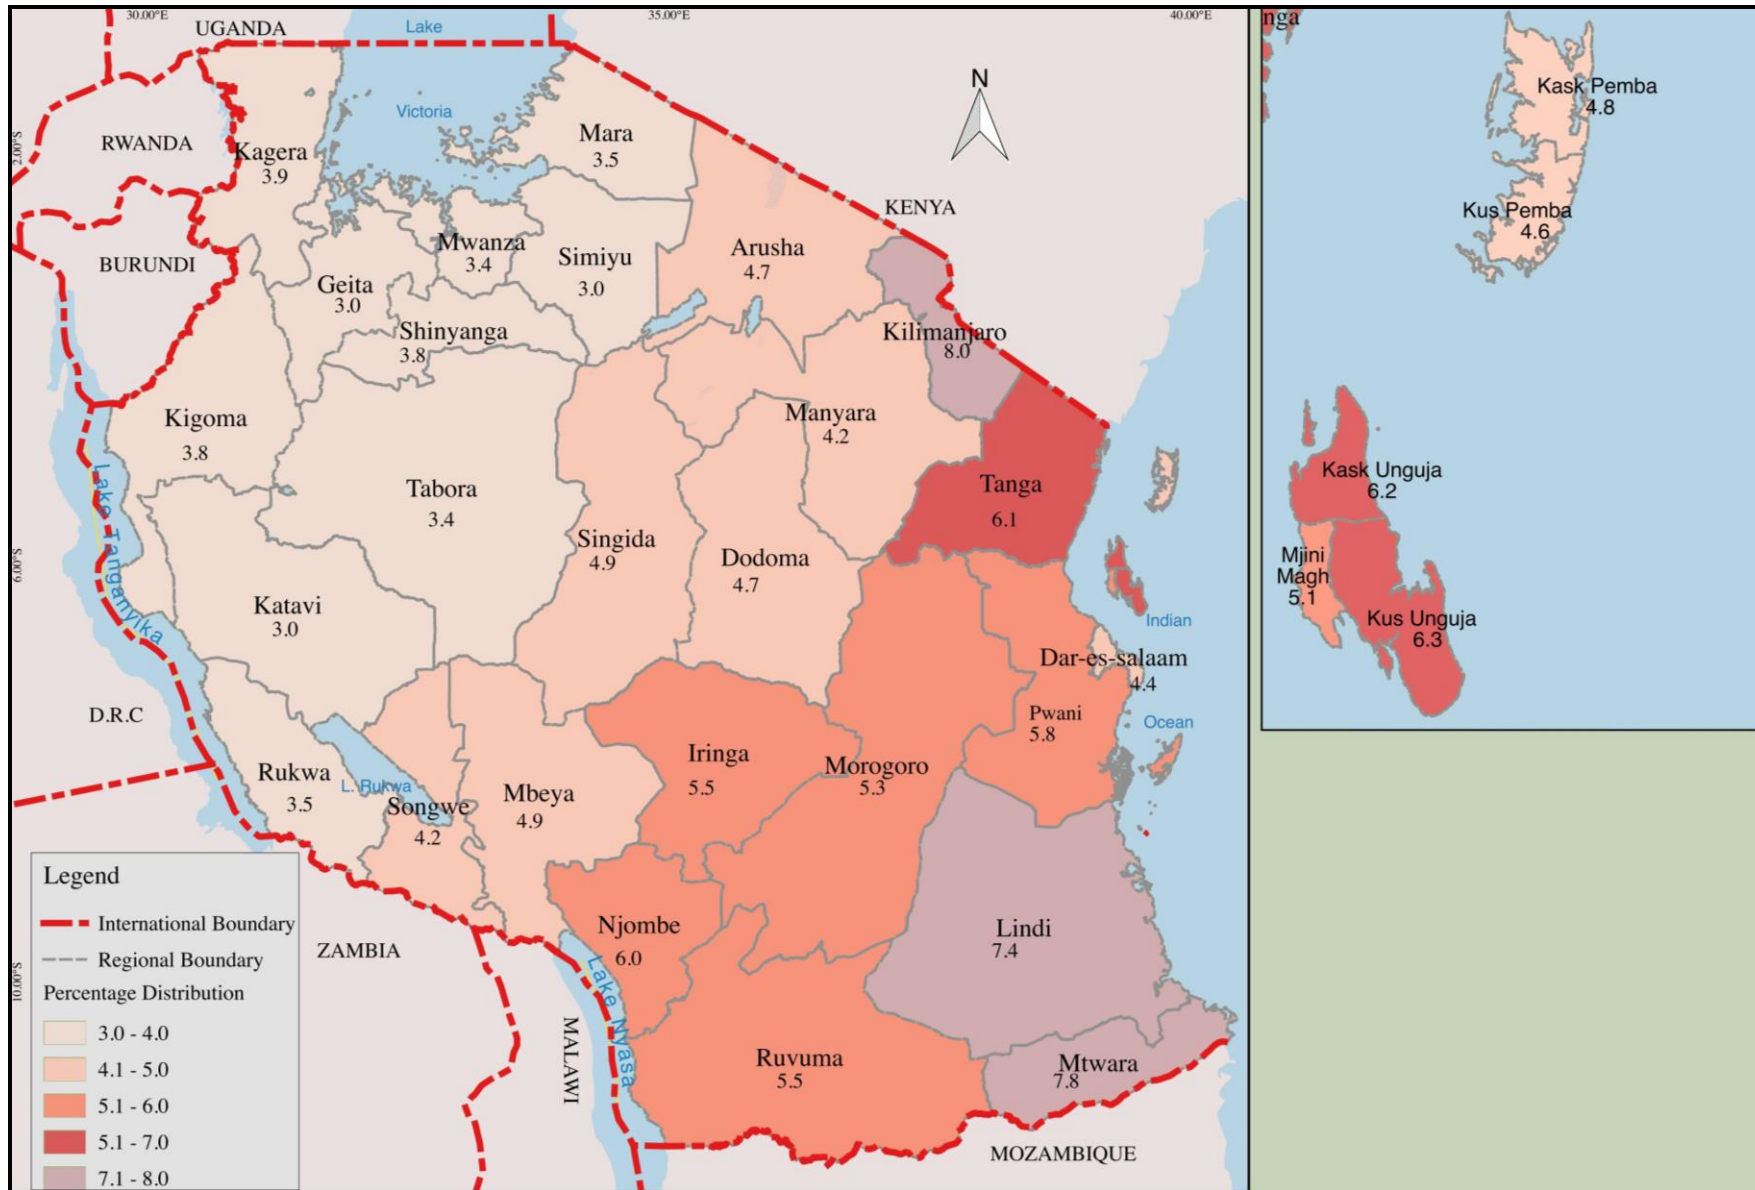 30.00°E
35.00°E
40.00°E
2.00°S
6.00°S
10.00°S
UGANDA
Lake
Victoria
RWANDA
BURUNDI
KENYA
D.R.C
ZAMBIA
MALAWI
MOZAMBIQUE
N
Kagera
3.9
Mara
3.5
Mwanza
3.4
Simiyu
3.0
Geita
3.0
Shinyanga
3.8
Arusha
4.7
Kilimanjaro
8.0
Kigoma
3.8
Tabora
3.4
Manyara
4.2
Tanga
6.1
Singida
4.9
Dodoma
4.7
Katavi
3.0
Lake Tanganyika
Indian
Ocean
Dar-es-salaam
4.4
Pwani
5.8
Rukwa
3.5
L. Rukwa
Songwe
4.2
Mbeya
4.9
Iringa
5.5
Morogoro
5.3
Njombe
6.0
Lake Nyasa
Lindi
7.4
Ruvuma
5.5
Mtwara
7.8
Legend
International Boundary
Regional Boundary
Percentage Distribution
3.0 - 4.0
4.1 - 5.0
5.1 - 6.0
5.1 - 7.0
7.1 - 8.0
nga
Kask Pemba
4.8
Kus Pemba
4.6
Kask Unguja
6.2
Mjini
Magh
5.1
Kus Unguja
6.3